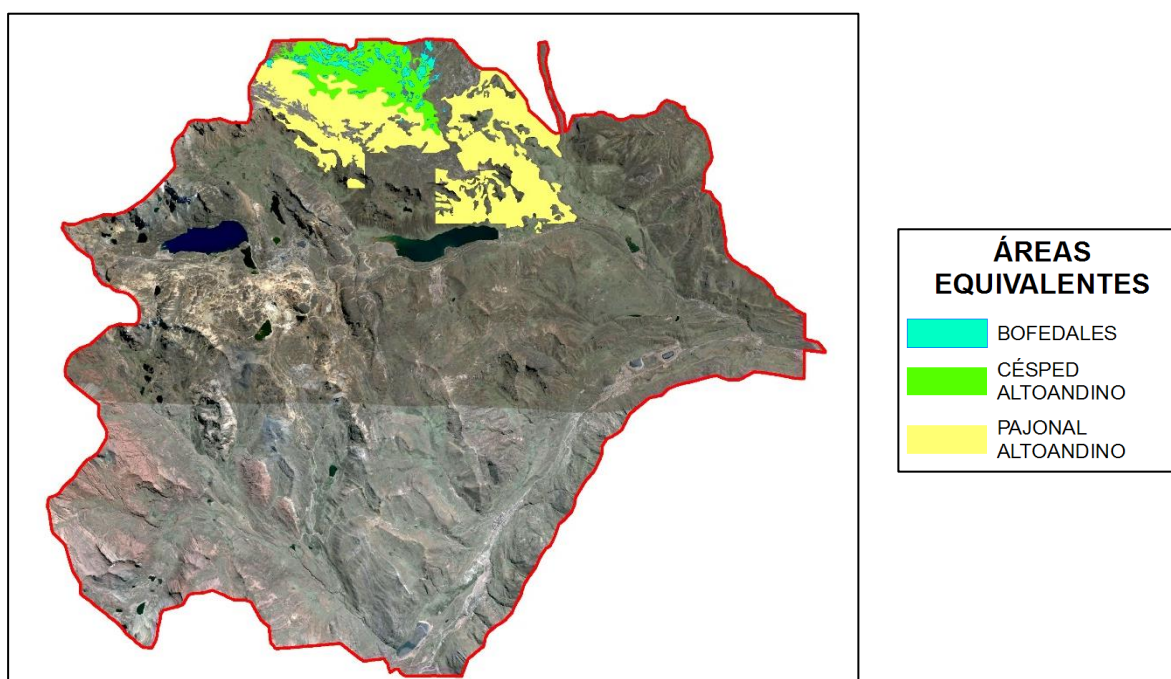 ÁREAS
EQUIVALENTES
BOFEDALES
CÉSPED
ALTOANDINO
PAJONAL
ALTOANDINO